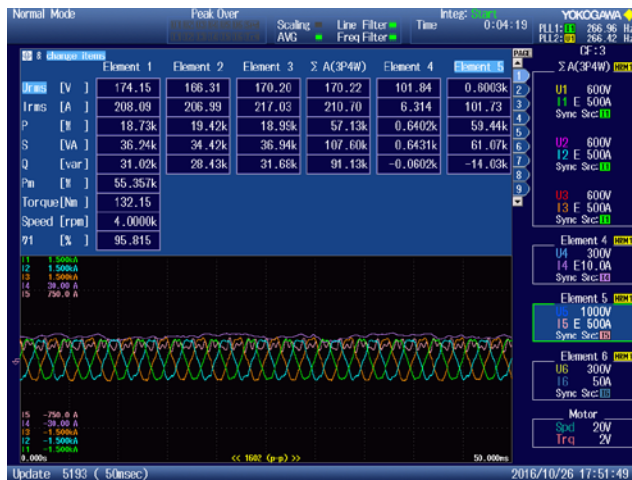 Normal Mode Peak Over Scaling Line Filter Time Integ: Start YOKOGAWA
AVG Freq Filter 0:04:19 PLL1: I1 266.96 Hz
PLL2: U1 266.42 Hz
8 change items PAGE CF:3
Element 1 Element 2 Element 3 Σ A(3P4W) Element 4 Element 5 Σ A(3P4W) HRM1
Urms [V ] 174.15 166.31 170.20 170.22 101.84 0.6003k
Irms [A ] 208.09 206.99 217.03 210.70 6.314 101.73
P [W ] 18.73k 19.42k 18.99k 57.13k 0.6402k 59.44k
S [VA ] 36.24k 34.42k 36.94k 107.60k 0.6431k 61.07k
Q [var] 31.02k 28.43k 31.68k 91.13k -0.0602k -14.03k
Pm [W ] 55.357k
Torque[Nm ] 132.15
Speed [rpm] 4.0000k
η1 [% ] 95.815
1
2
3
4
5
6
7
8
9
U1 600V
I1 E 500A
Sync Src: I1
U2 600V
I2 E 500A
Sync Src: I1
U3 600V
I3 E 500A
Sync Src: I1
Element 4 HRM1
U4 300V
I4 E10.0A
Sync Src: I4
Element 5 HRM1
U5 1000V
I5 E 500A
Sync Src: I5
Element 6 HRM1
U6 300V
I6 50A
Sync Src: I6
Motor
Spd 20V
Trq 2V
I1 1.500kA
I2 1.500kA
I3 1.500kA
I4 30.00 A
I5 750.0 A
I5 -750.0 A
I4 -30.00 A
I3 -1.500kA
I2 -1.500kA
I1 -1.500kA
0.000s << 1602 (p-p) >> 50.000ms
Update 5193 ( 50msec) 2016/10/26 17:51:49